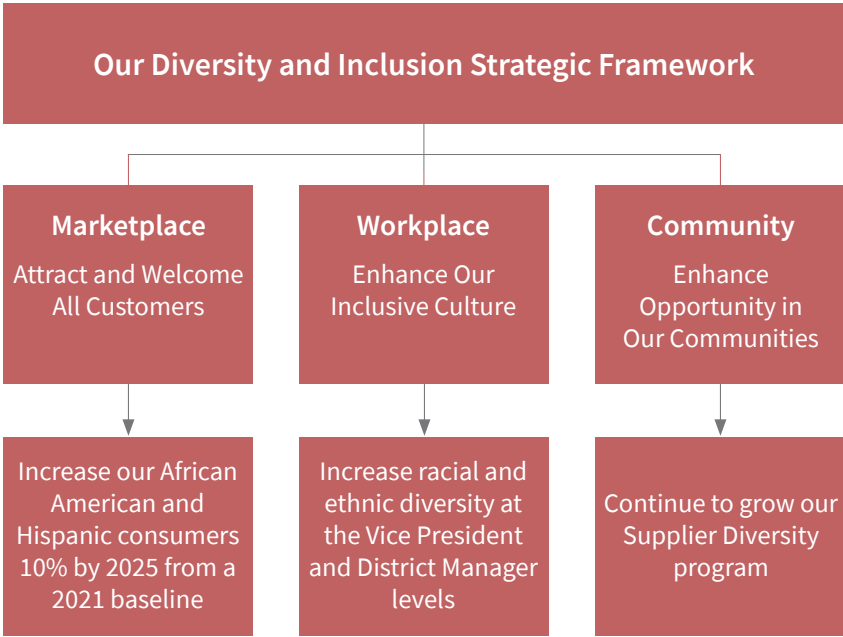 Our Diversity and Inclusion Strategic Framework
Marketplace
Attract and Welcome
All Customers
Workplace
Enhance Our
Inclusive Culture
Community
Enhance
Opportunity in
Our Communities
Increase our African
American and
Hispanic consumers
10% by 2025 from a
2021 baseline
Increase racial and
ethnic diversity at
the Vice President
and District Manager
levels
Continue to grow our
Supplier Diversity
program